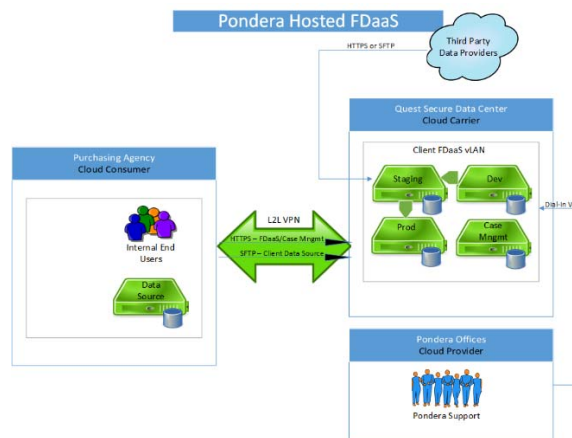 Pondera Hosted FDaaS
Third Party
Data Providers
HTTPS or SFTP
Quest Secure Data Center
Cloud Carrier
Client FDaaS vLAN
Staging
Dev
Prod
Case
Mngmt
Dial-in V
Purchasing Agency
Cloud Consumer
Internal End
Users
Data
Source
L2L VPN
HTTPS – FDaaS/Case Mngmt
SFTP – Client Data Source
Pondera Offices
Cloud Provider
Pondera Support